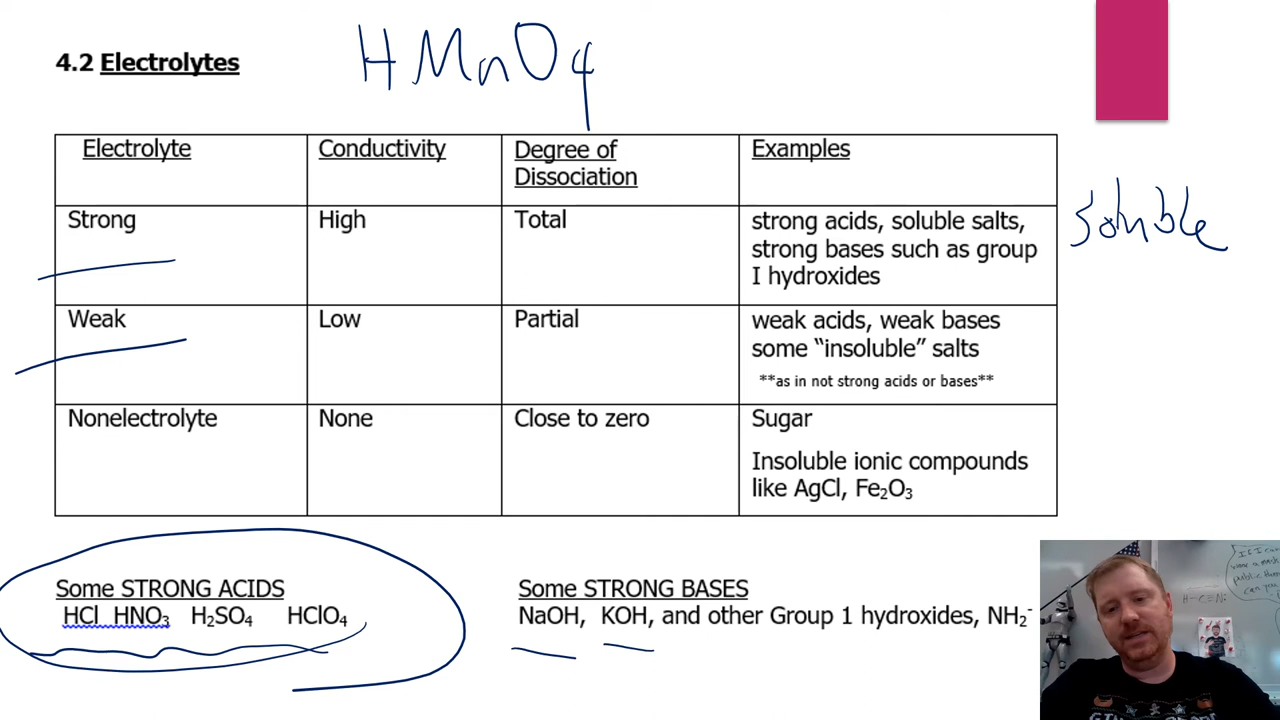 HMnO4
4.2 Electrolytes
Electrolyte Conductivity Degree of Dissociation Examples
Strong High Total strong acids, soluble salts, strong bases such as group I hydroxides
soluble
Weak Low Partial weak acids, weak bases some “insoluble” salts
**as in not strong acids or bases**
Nonelectrolyte None Close to zero Sugar
Insoluble ionic compounds like AgCl, Fe₂O₃
Some STRONG ACIDS
HCl HNO₃ H₂SO₄ HClO₄
Some STRONG BASES
NaOH, KOH, and other Group 1 hydroxides, NH₂⁻
H-C≡N: